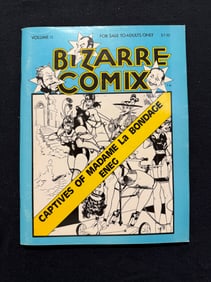 VOLUME 11
FOR SALE TO ADULTS ONLY
BIZARRE
COMIX
CAPTIVES OF MADAME La BONDAGE
ENEG